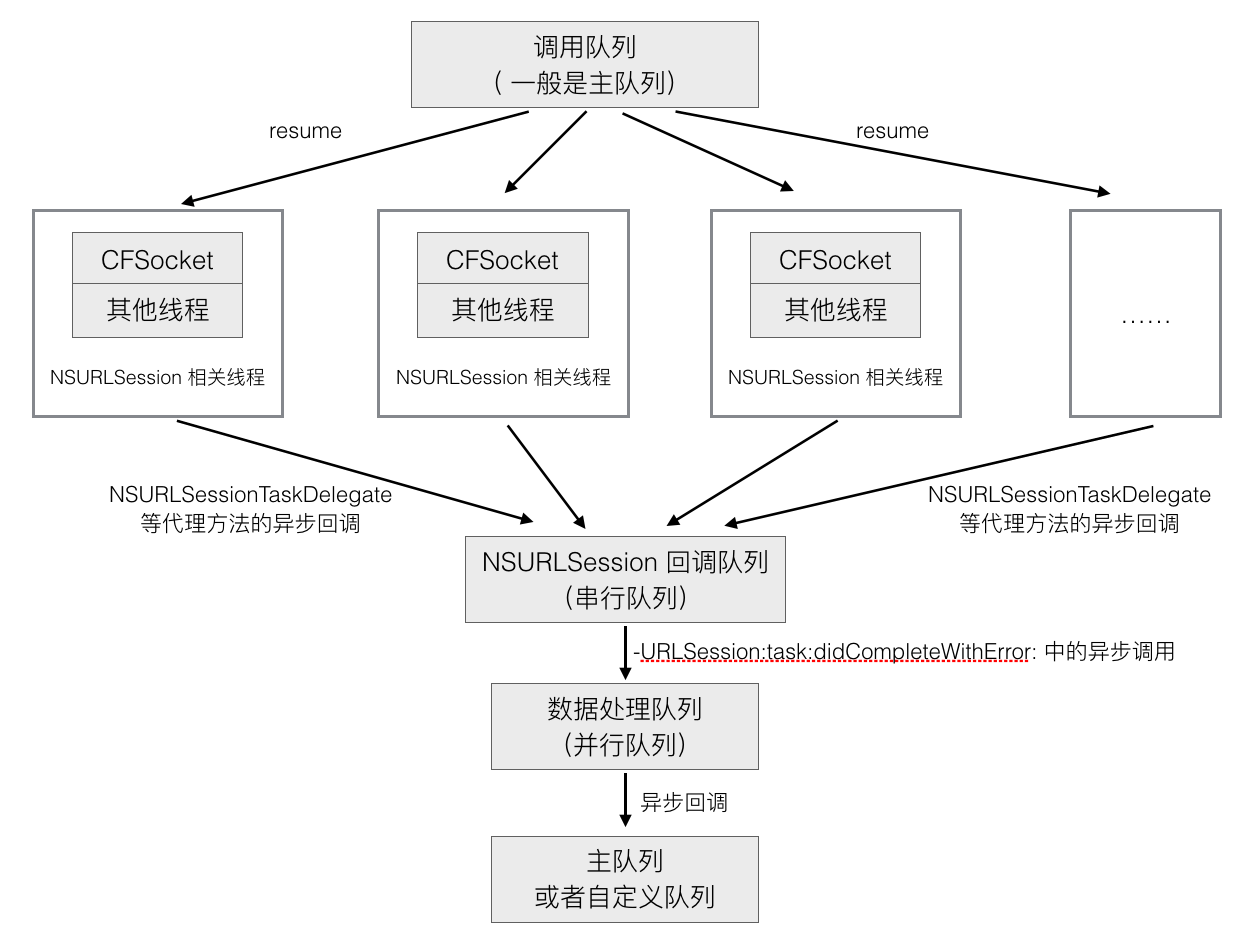 调用队列
（ 一般是主队列）
resume
resume
CFSocket
其他线程
NSURLSession 相关线程
CFSocket
其他线程
NSURLSession 相关线程
CFSocket
其他线程
NSURLSession 相关线程
......
NSURLSessionTaskDelegate
等代理方法的异步回调
NSURLSessionTaskDelegate
等代理方法的异步回调
NSURLSession 回调队列
（串行队列）
-URLSession:task:didCompleteWithError: 中的异步调用
数据处理队列
（并行队列）
异步回调
主队列
或者自定义队列